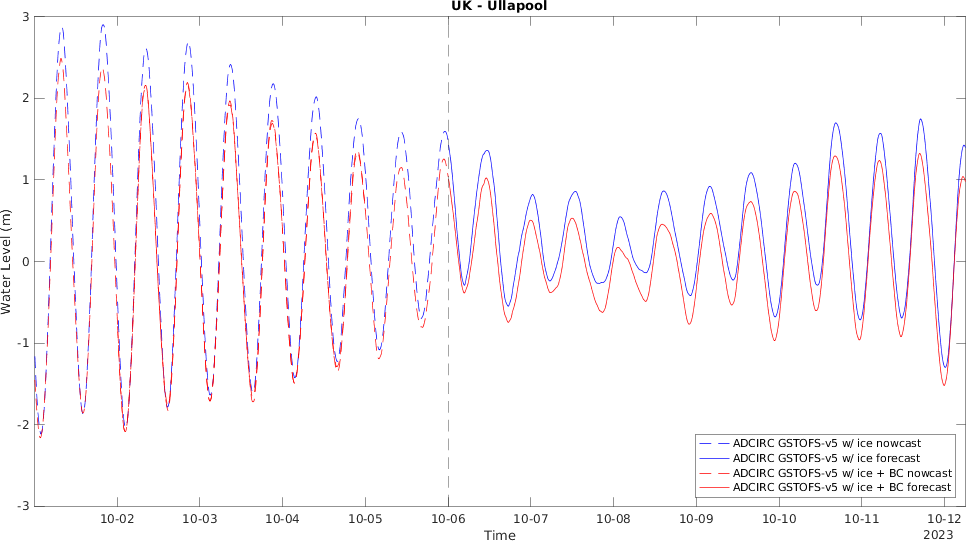 UK - Ullapool
3
2
1
0
-1
-2
-3
Water Level (m)
ADCIRC GSTOFS-v5 w/ ice nowcast
ADCIRC GSTOFS-v5 w/ ice forecast
ADCIRC GSTOFS-v5 w/ ice + BC nowcast
ADCIRC GSTOFS-v5 w/ ice + BC forecast
10-02 10-03 10-04 10-05 10-06 10-07 10-08 10-09 10-10 10-11 10-12
Time
2023